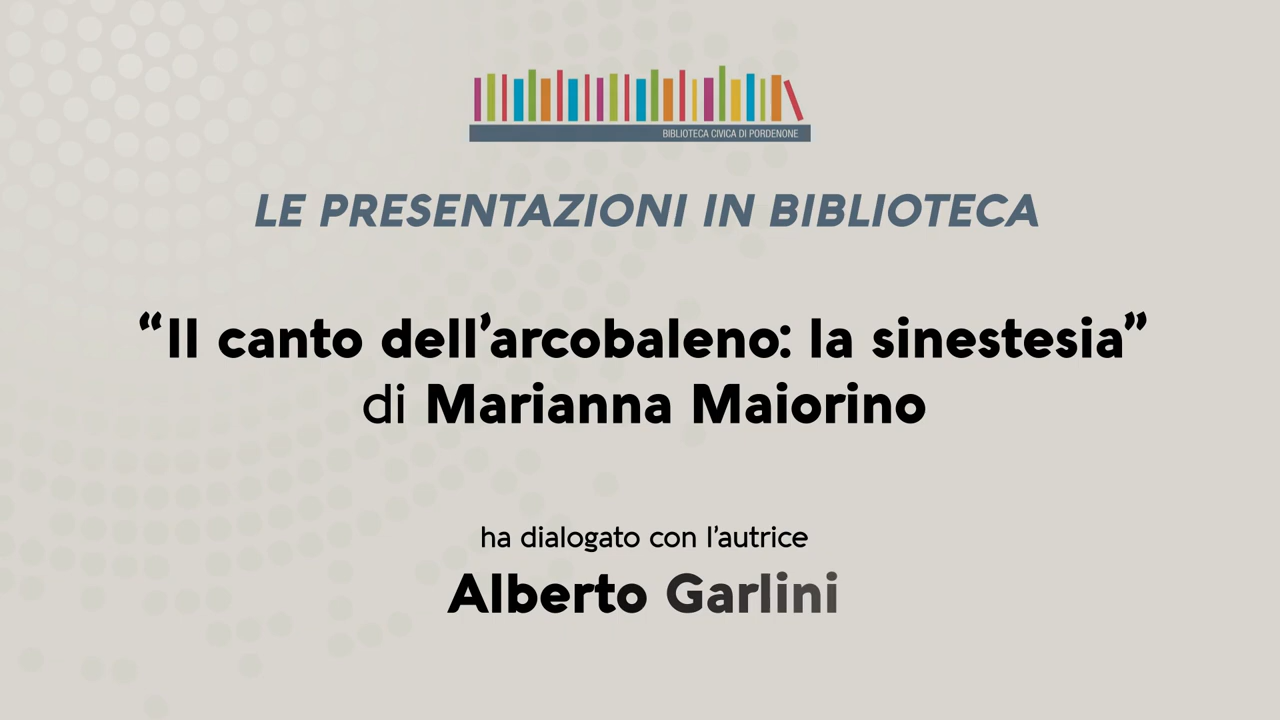 BIBLIOTECA CIVICA DI PORDENONE
LE PRESENTAZIONI IN BIBLIOTECA
“Il canto dell’arcobaleno: la sinestesia”
di Marianna Maiorino
ha dialogato con l’autrice
Alberto Garlini